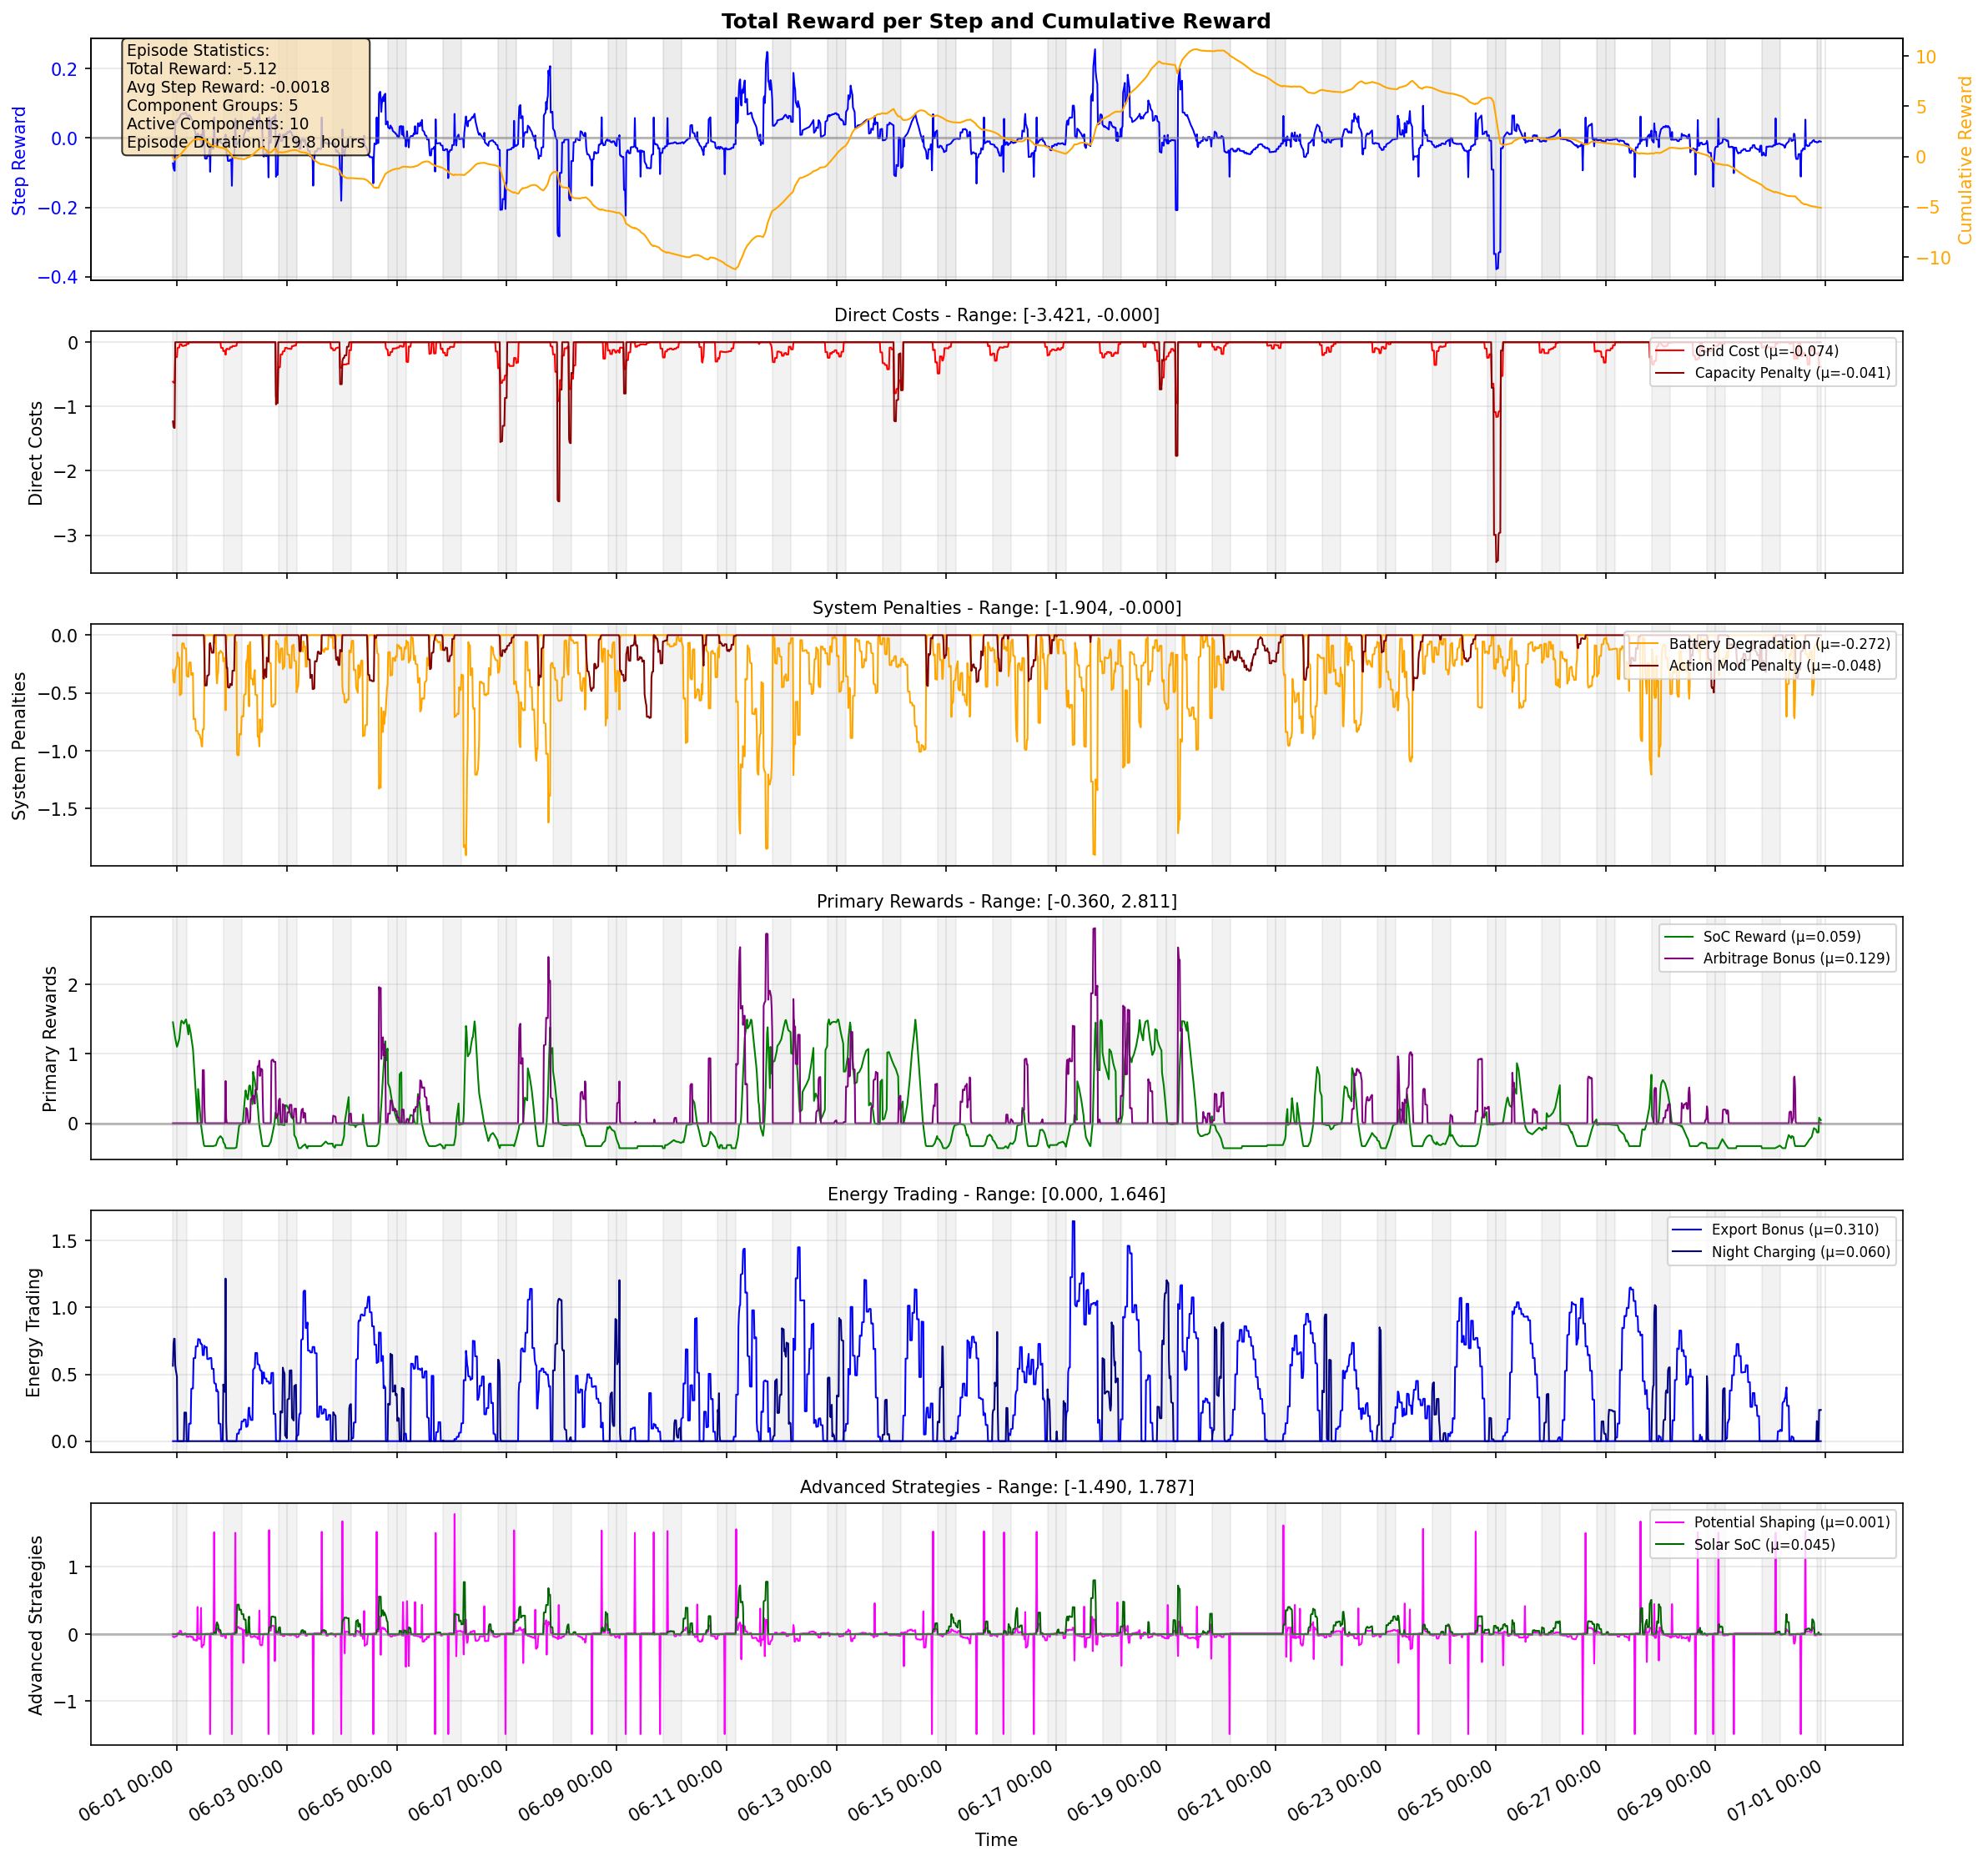 Total Reward per Step and Cumulative Reward
Episode Statistics:
Total Reward: -5.12
Avg Step Reward: -0.0018
Component Groups: 5
Active Components: 10
Episode Duration: 719.8 hours
Step Reward
0.2
0.0
−0.2
−0.4
Cumulative Reward
10
5
0
−5
−10
Direct Costs - Range: [-3.421, -0.000]
Direct Costs
0
−1
−2
−3
Grid Cost (μ=-0.074)
Capacity Penalty (μ=-0.041)
System Penalties - Range: [-1.904, -0.000]
System Penalties
0.0
−0.5
−1.0
−1.5
Battery Degradation (μ=-0.272)
Action Mod Penalty (μ=-0.048)
Primary Rewards - Range: [-0.360, 2.811]
Primary Rewards
2
1
0
SoC Reward (μ=0.059)
Arbitrage Bonus (μ=0.129)
Energy Trading - Range: [0.000, 1.646]
Energy Trading
1.5
1.0
0.5
0.0
Export Bonus (μ=0.310)
Night Charging (μ=0.060)
Advanced Strategies - Range: [-1.490, 1.787]
Advanced Strategies
1
0
−1
Potential Shaping (μ=0.001)
Solar SoC (μ=0.045)
06-01 00:00
06-03 00:00
06-05 00:00
06-07 00:00
06-09 00:00
06-11 00:00
06-13 00:00
06-15 00:00
06-17 00:00
06-19 00:00
06-21 00:00
06-23 00:00
06-25 00:00
06-27 00:00
06-29 00:00
07-01 00:00
Time